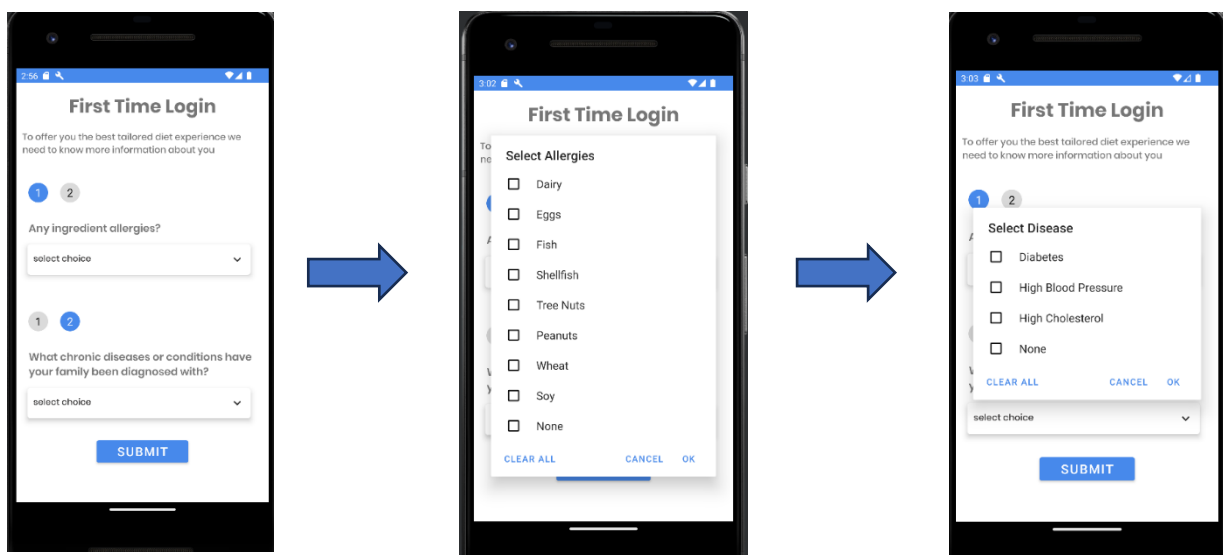 2:56
First Time Login
To offer you the best tailored diet experience we
need to know more information about you
1 2
Any ingredient allergies?
select choice
1 2
What chronic diseases or conditions have
your family been diagnosed with?
select choice
SUBMIT
3:02
First Time Login
To
ne
Select Allergies
Dairy
Eggs
Fish
Shellfish
Tree Nuts
Peanuts
Wheat
Soy
None
CLEAR ALL CANCEL OK
3:03
First Time Login
To offer you the best tailored diet experience we
need to know more information about you
1 2
Select Disease
Diabetes
High Blood Pressure
High Cholesterol
None
CLEAR ALL CANCEL OK
select choice
SUBMIT